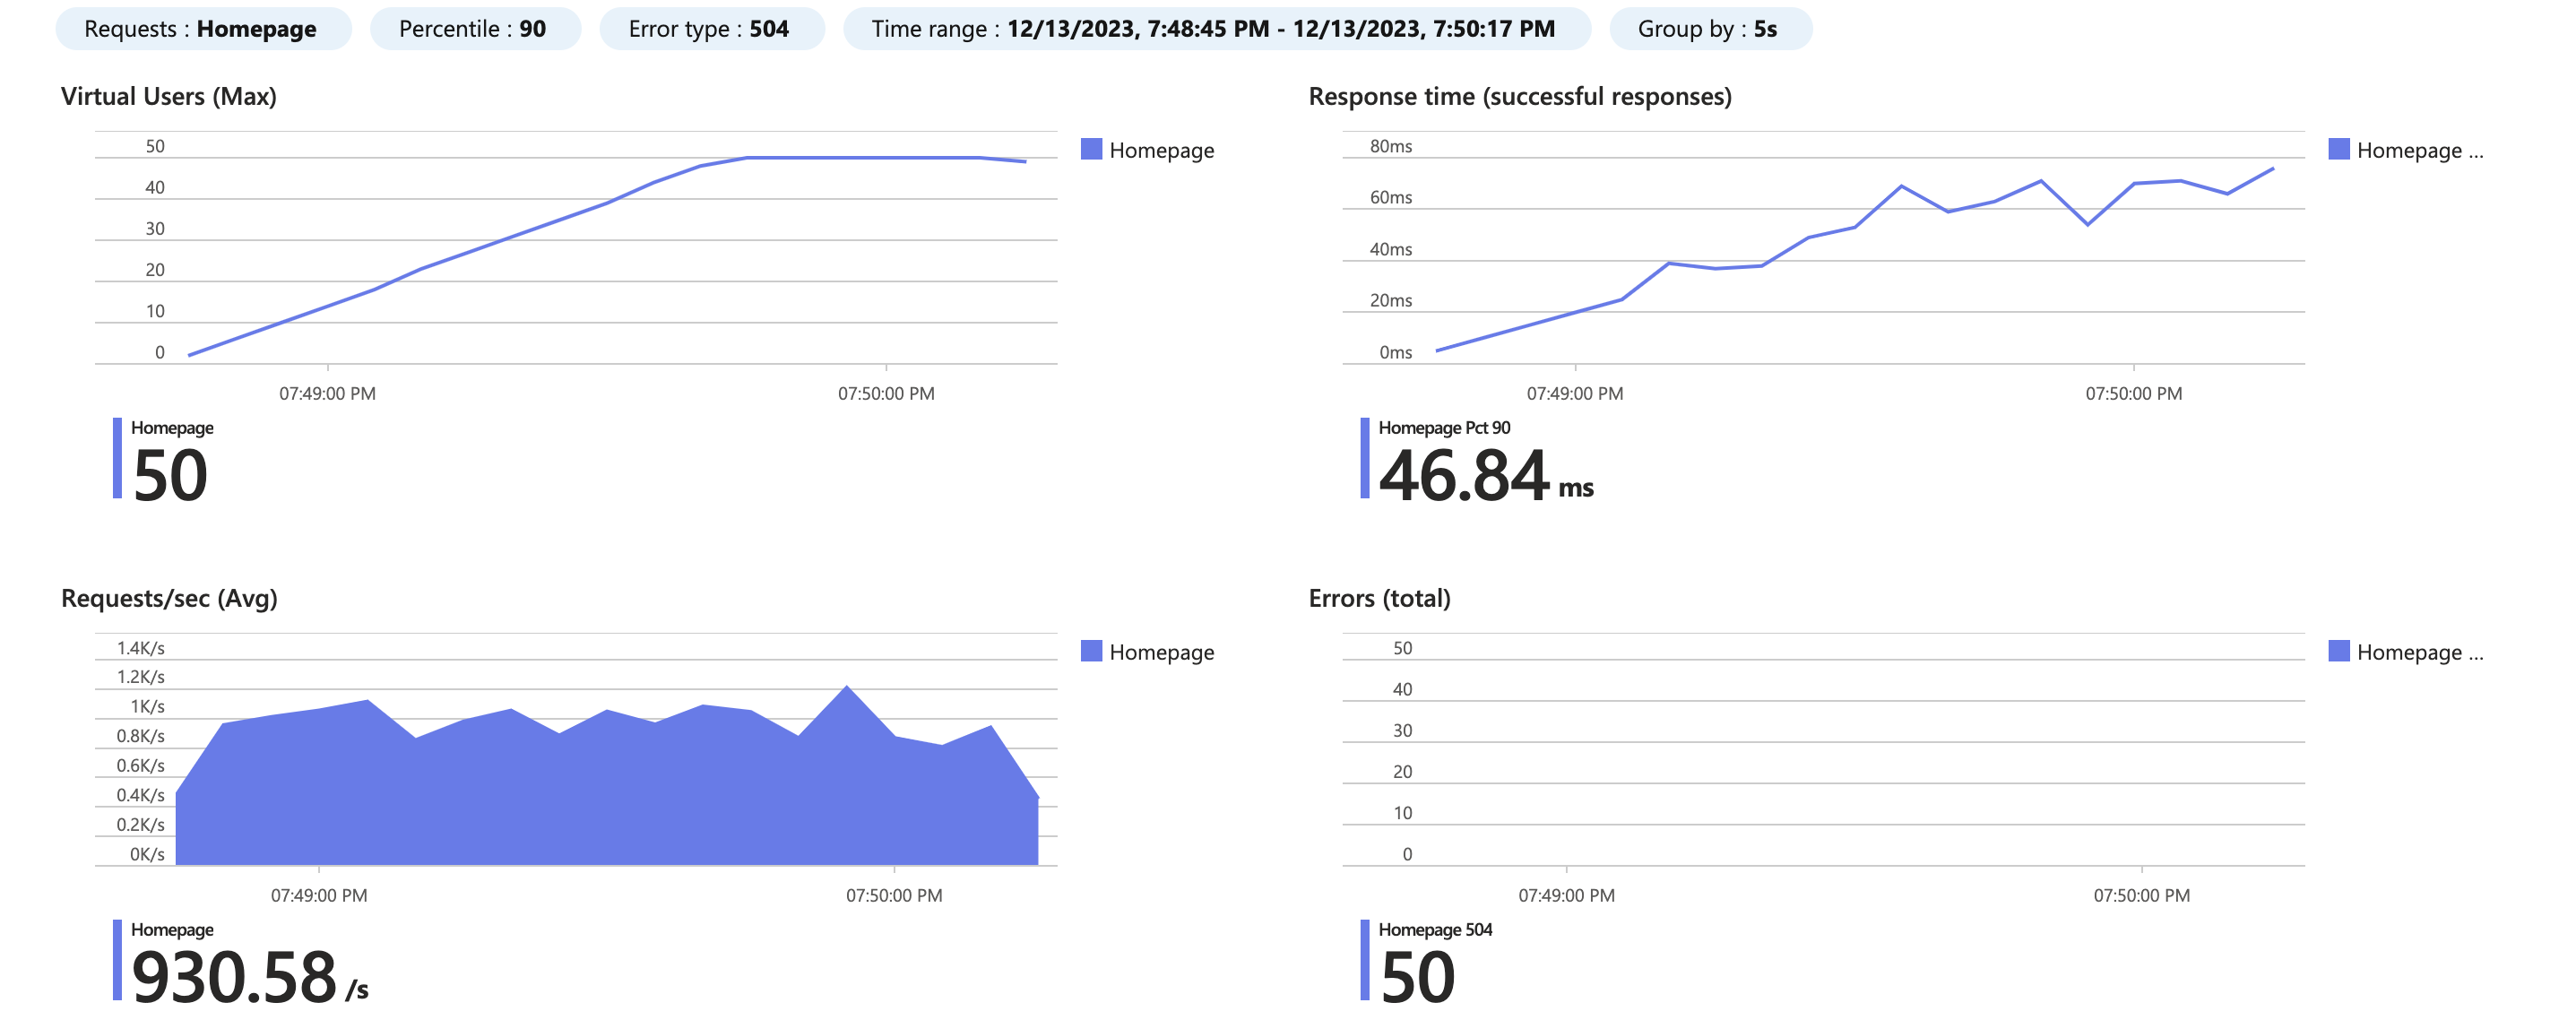 Requests : Homepage
Percentile : 90
Error type : 504
Time range : 12/13/2023, 7:48:45 PM - 12/13/2023, 7:50:17 PM
Group by : 5s
Virtual Users (Max)
50
40
30
20
10
0
07:49:00 PM
07:50:00 PM
Homepage
Homepage
50
Response time (successful responses)
80ms
60ms
40ms
20ms
0ms
07:49:00 PM
07:50:00 PM
Homepage ...
Homepage Pct 90
46.84 ms
Requests/sec (Avg)
1.4K/s
1.2K/s
1K/s
0.8K/s
0.6K/s
0.4K/s
0.2K/s
0K/s
07:49:00 PM
07:50:00 PM
Homepage
Homepage
930.58 /s
Errors (total)
50
40
30
20
10
0
07:49:00 PM
07:50:00 PM
Homepage ...
Homepage 504
50